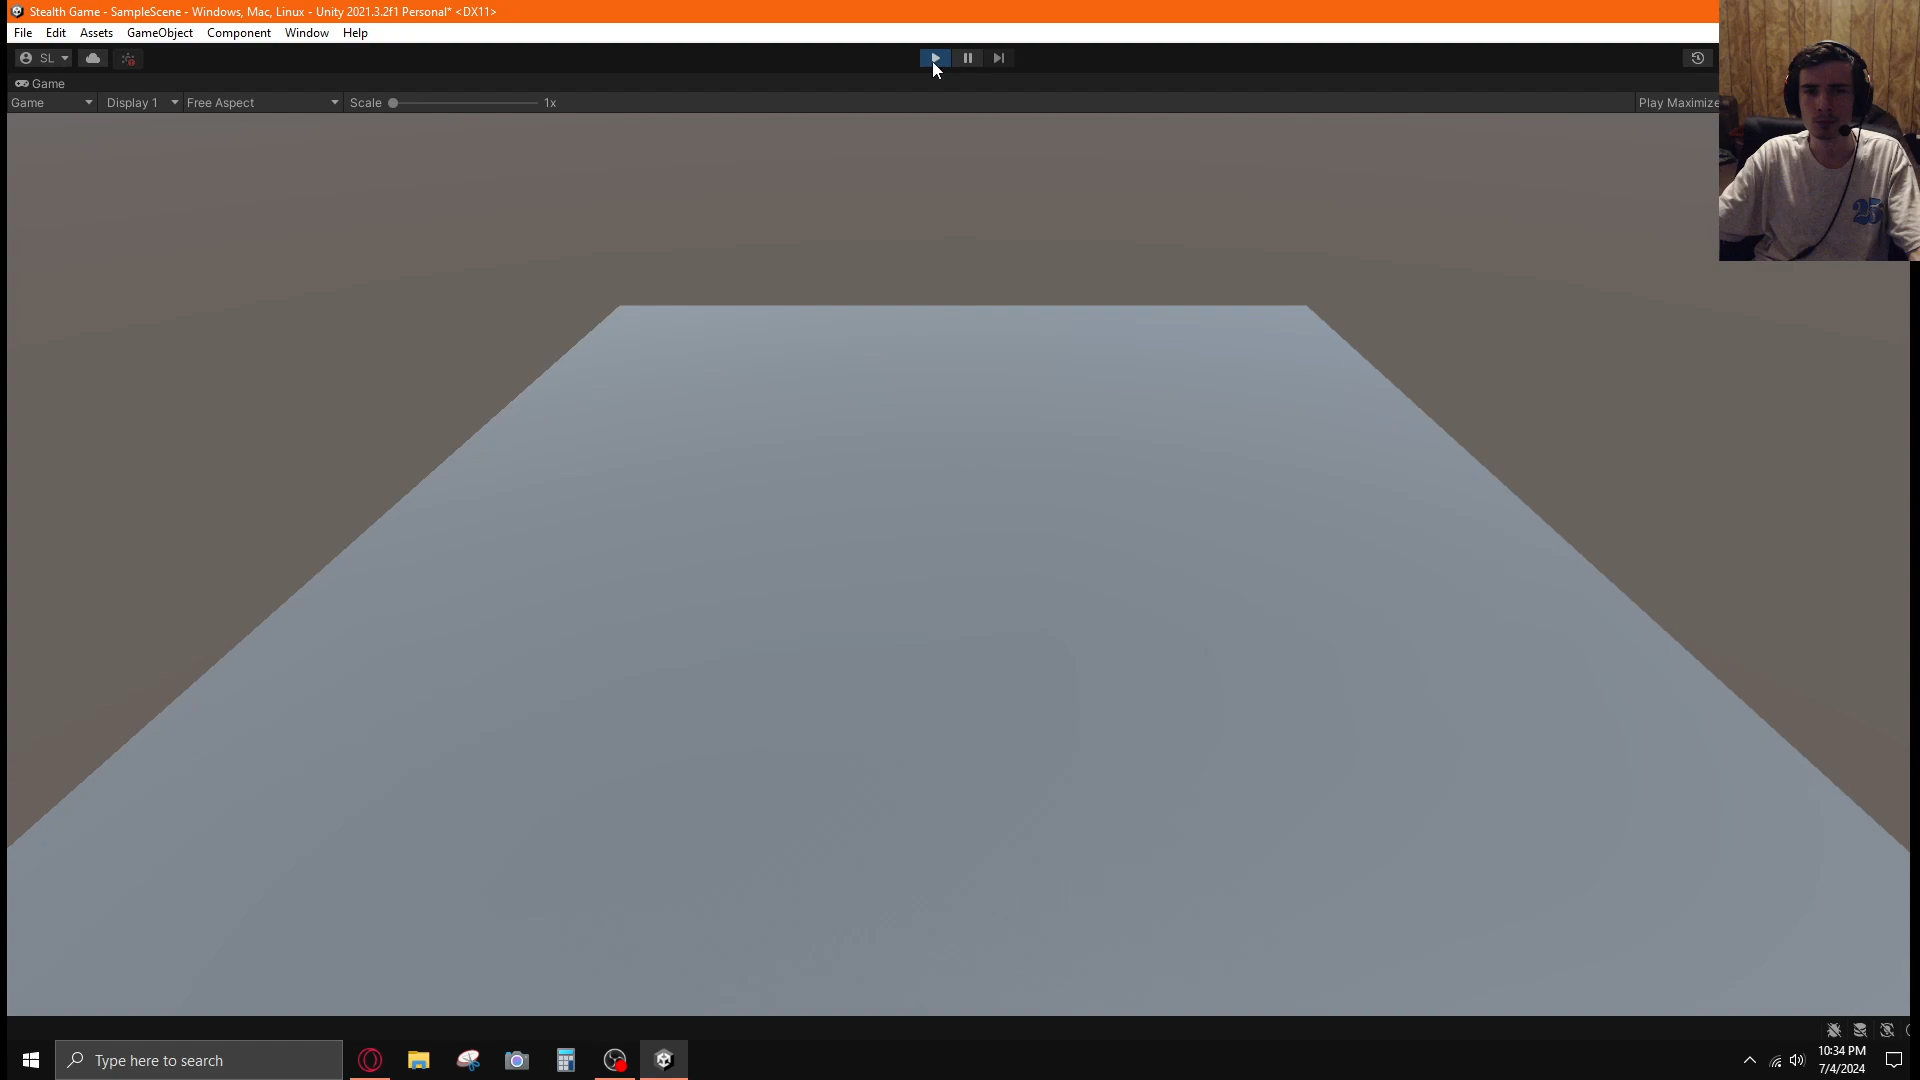 Stealth Game - SampleScene - Windows, Mac, Linux - Unity 2021.3.2f1 Personal* <DX11>
File Edit Assets GameObject Component Window Help
SL
Game
Game Display 1 Free Aspect Scale 1x Play Maximize
25
Type here to search
10:34 PM
7/4/2024